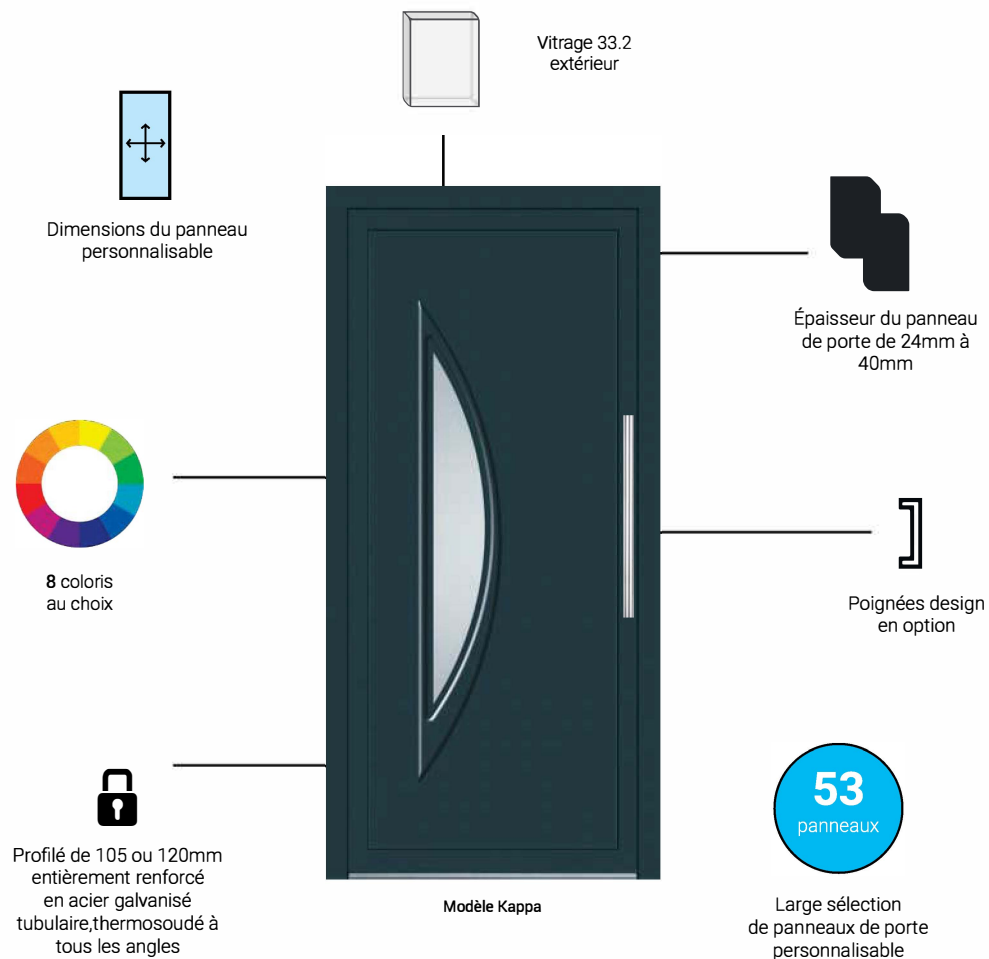 Vitrage 33.2
extérieur
Dimensions du panneau
personnalisable
Épaisseur du panneau
de porte de 24mm à
40mm
8 coloris
au choix
Poignées design
en option
Profilé de 105 ou 120mm
entièrement renforcé
en acier galvanisé
tubulaire,thermosoudé à
tous les angles
Modèle Kappa
53
panneaux
Large sélection
de panneaux de porte
personnalisable